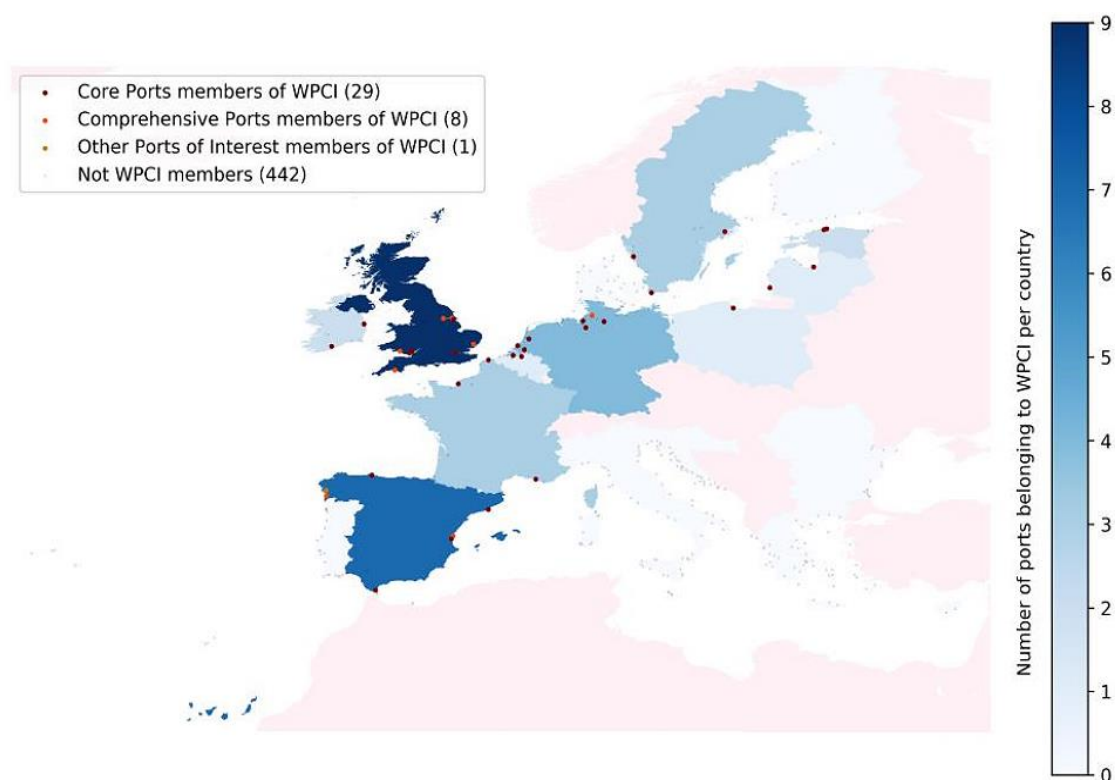 Core Ports members of WPCI (29)
Comprehensive Ports members of WPCI (8)
Other Ports of Interest members of WPCI (1)
Not WPCI members (442)
Number of ports belonging to WPCI per country
9
8
7
6
5
4
3
2
1
0